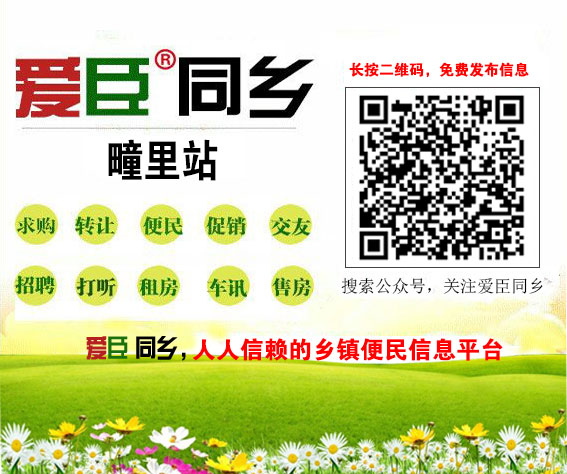 爱臣®同乡
疃里站
求购 转让 便民 促销 交友
招聘 打听 租房 车讯 售房
长按二维码，免费发布信息
搜索公众号，关注爱臣同乡
爱臣同乡，人人信赖的乡镇便民信息平台